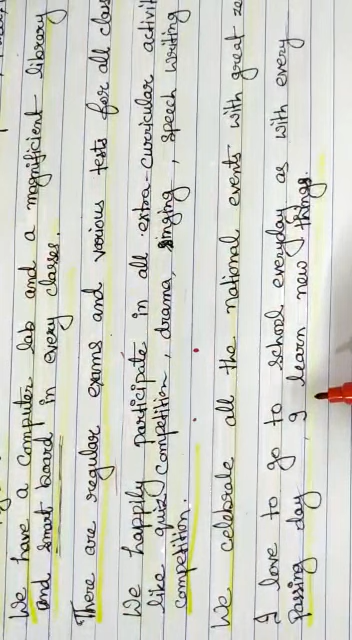 We have a computer lab and a magnificient library
and smart board in every classes.
There are regular exams and various tests for all clas
We happily participate in all extra-curricular activit
like quiz competition, drama, singing, speech writing
competition.
We celebrate all the national events with great ze
I love to go to school everyday as with every
passing day, I learn new things.